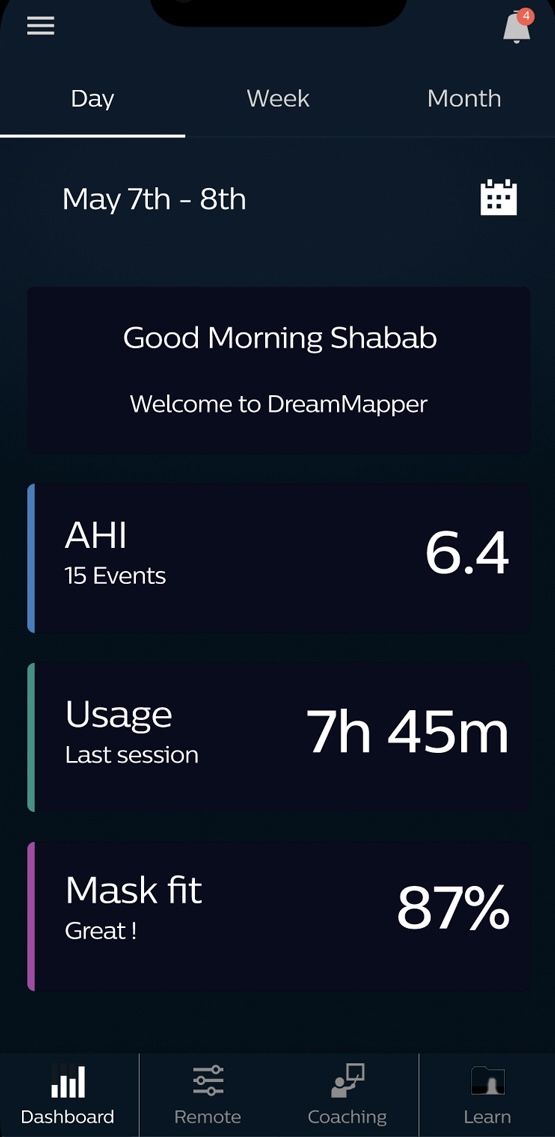 4
Day Week Month
May 7th - 8th
Good Morning Shabab
Welcome to DreamMapper
AHI
15 Events
6.4
Usage
Last session
7h 45m
Mask fit
Great !
87%
Dashboard Remote Coaching Learn